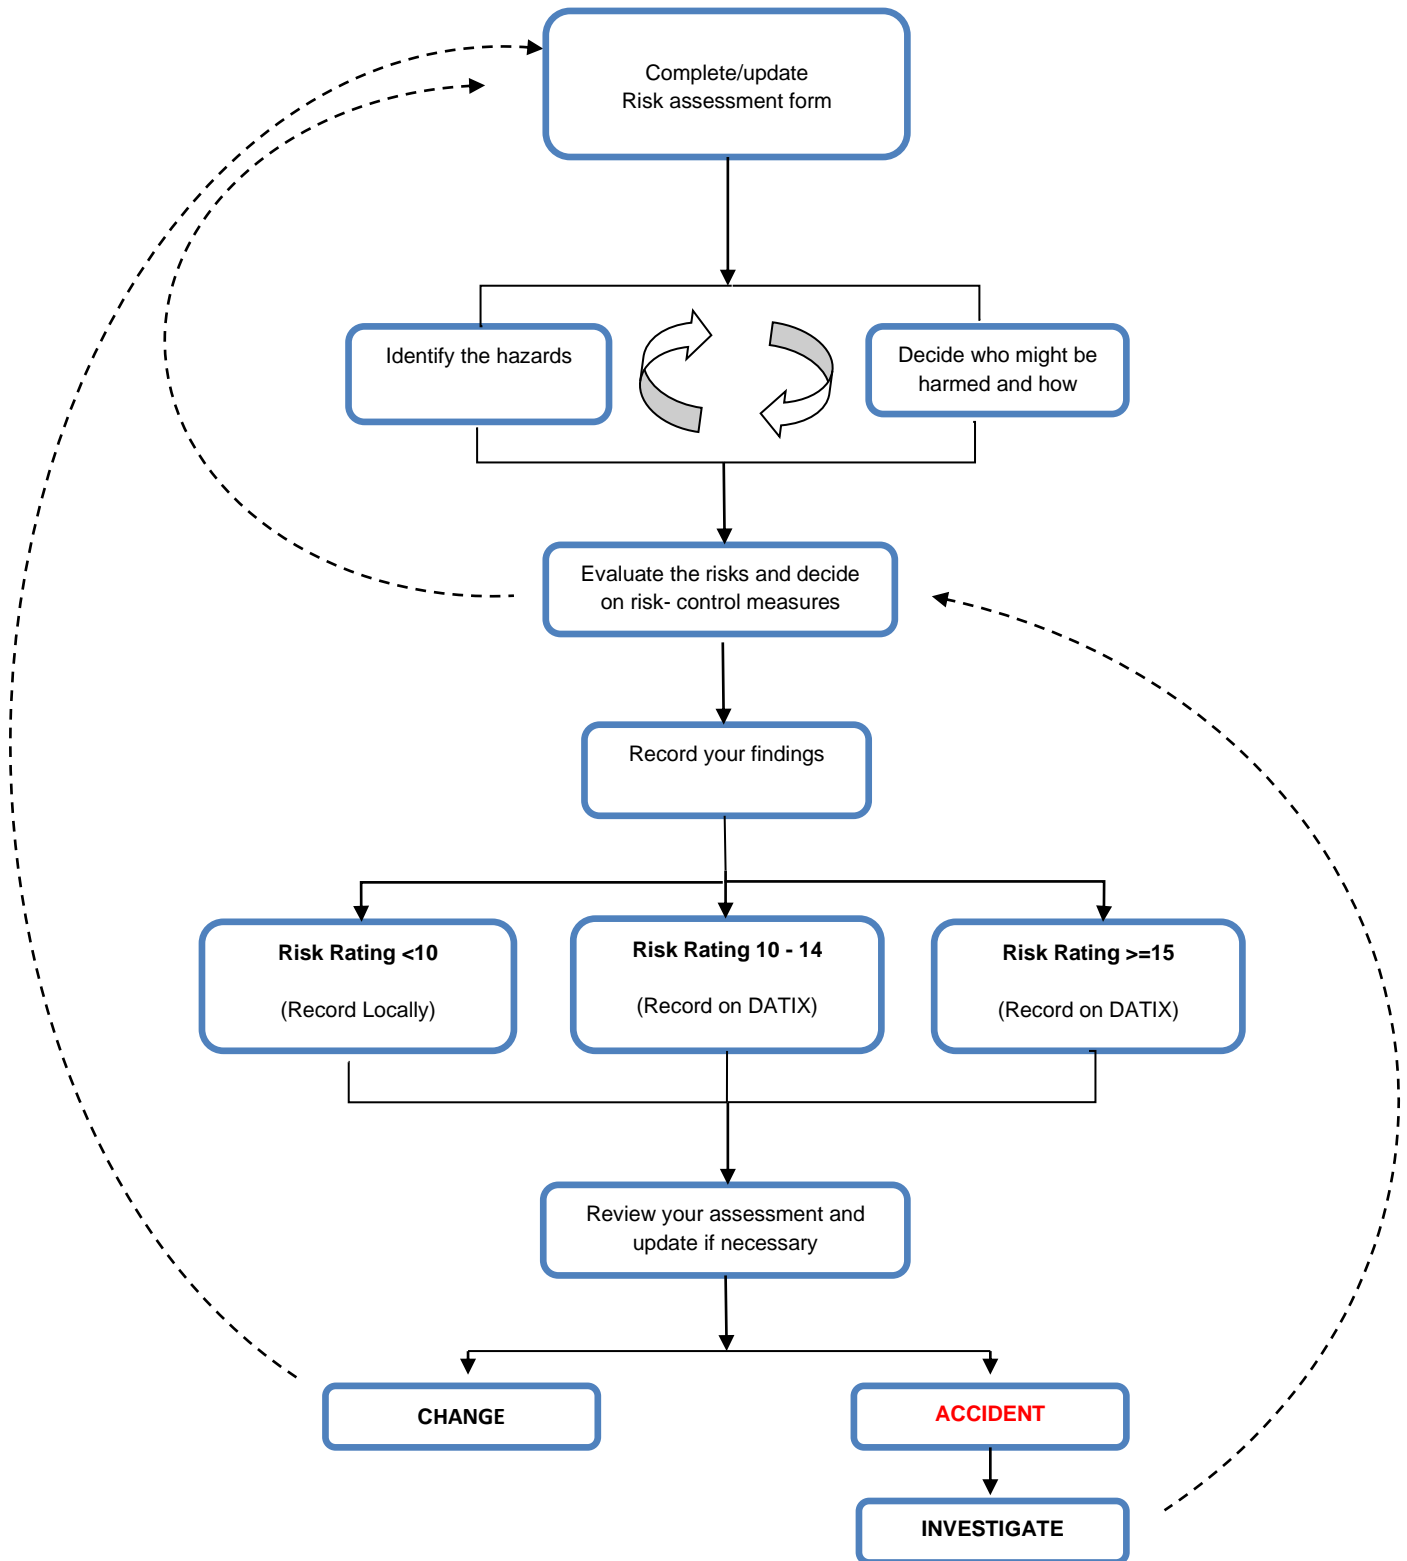 Complete/update
Risk assessment form
Identify the hazards
Decide who might be
harmed and how
Evaluate the risks and decide
on risk- control measures
Record your findings
Risk Rating <10
(Record Locally)
Risk Rating 10 - 14
(Record on DATIX)
Risk Rating >=15
(Record on DATIX)
Review your assessment and
update if necessary
CHANGE
ACCIDENT
INVESTIGATE